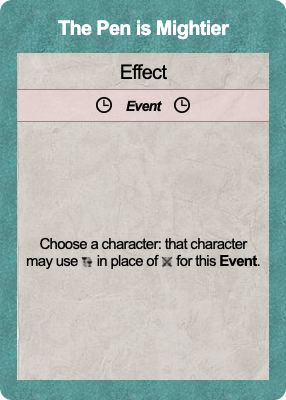 The Pen is Mightier
Effect
Event
Choose a character: that character
may use in place of for this Event.